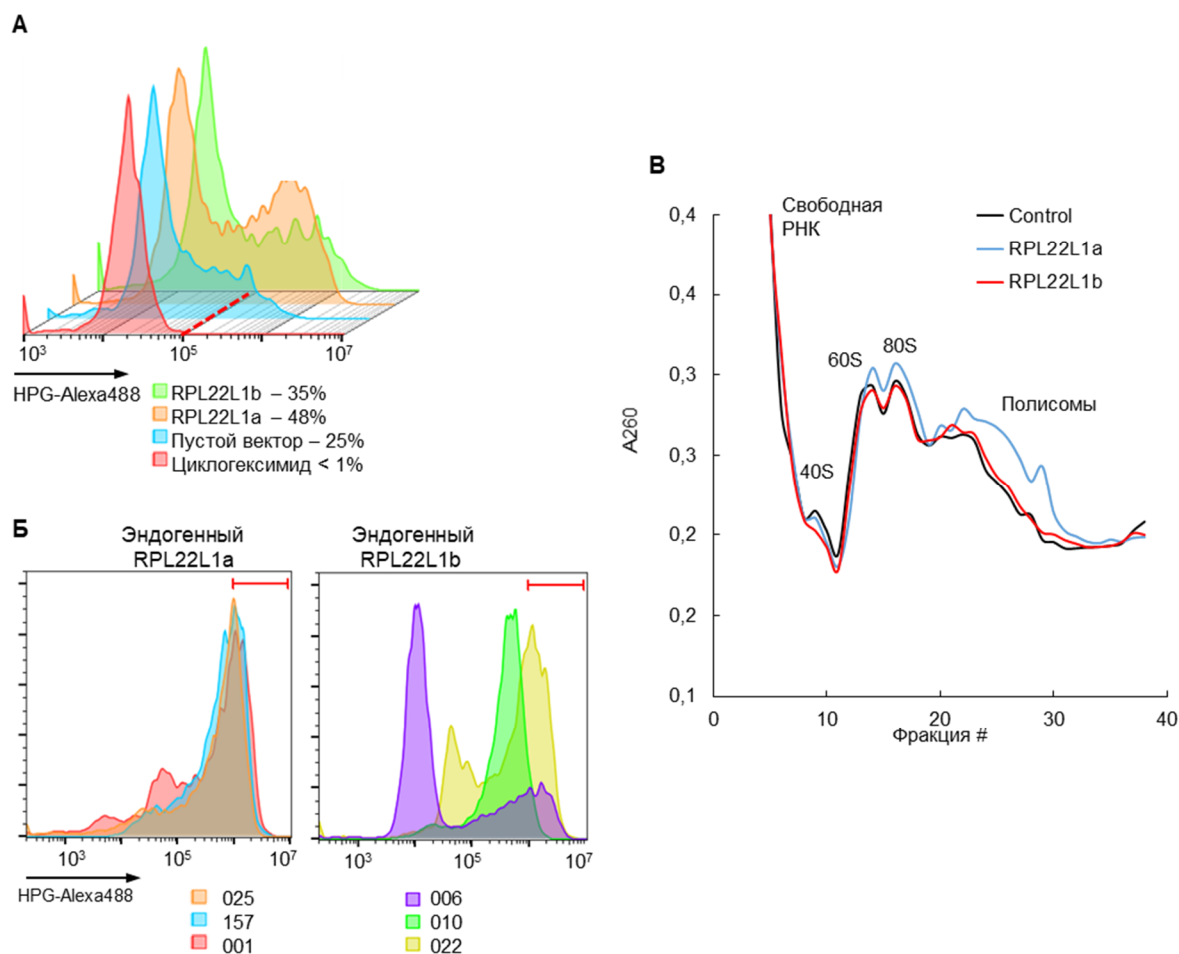 А
10³
10⁵
10⁷
HPG-Alexa488
RPL22L1b – 35%
RPL22L1a – 48%
Пустой вектор – 25%
Циклогексимид < 1%
Б
Эндогенный
RPL22L1a
10³
10⁵
10⁷
HPG-Alexa488
025
157
001
Эндогенный
RPL22L1b
10³
10⁵
10⁷
006
010
022
В
Свободная
РНК
Control
RPL22L1a
RPL22L1b
40S
60S
80S
Полисомы
A260
0,4
0,4
0,3
0,3
0,2
0,2
0,1
0
10
20
30
40
Фракция #